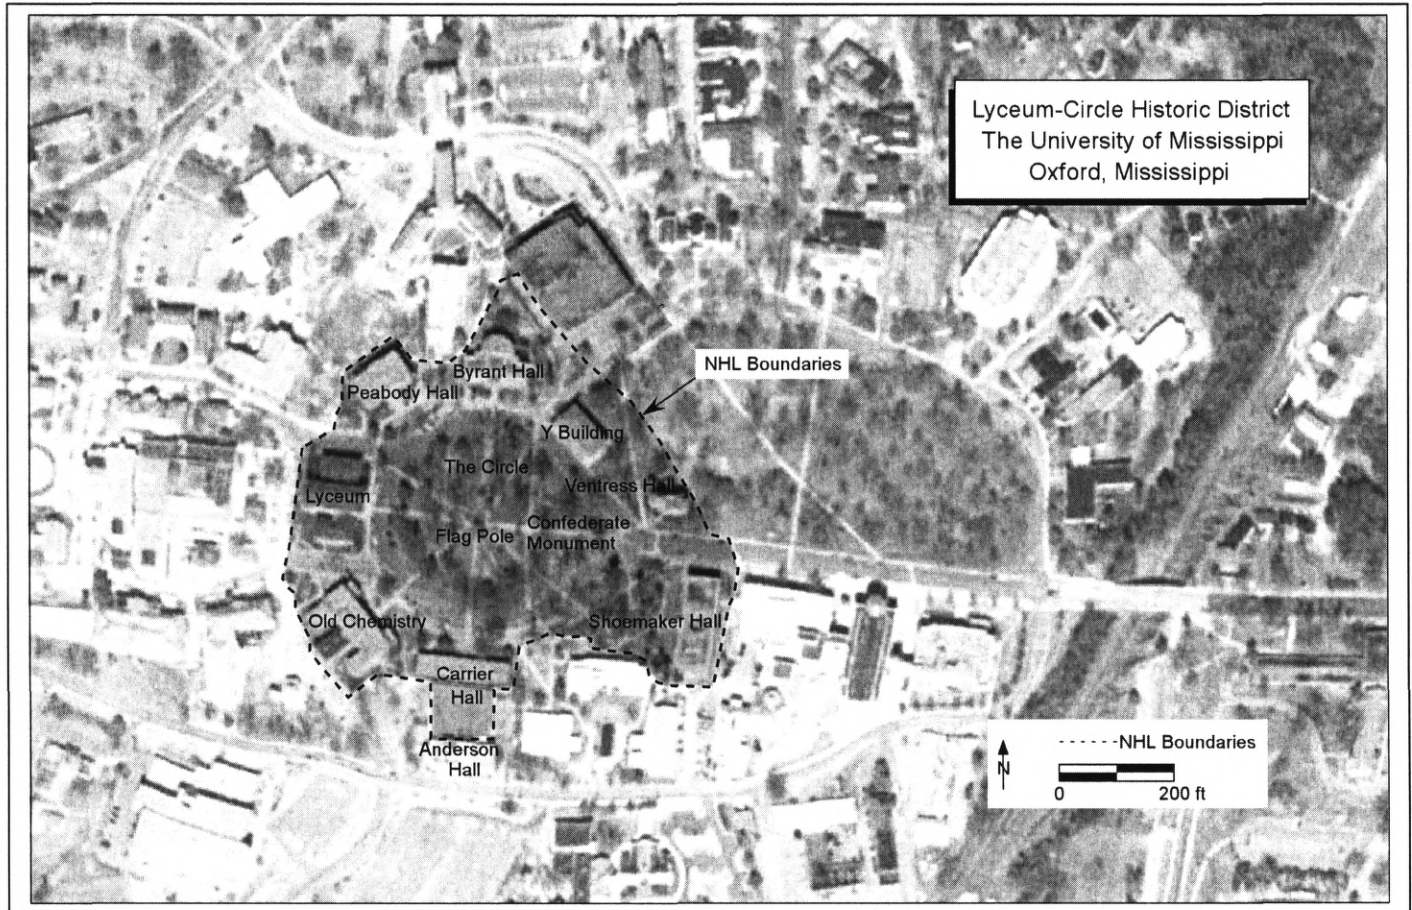 Lyceum-Circle Historic District
The University of Mississippi
Oxford, Mississippi
NHL Boundaries
Byrant Hall
Peabody Hall
Y Building
The Circle
Ventress Hall
Lyceum
Confederate
Monument
Flag Pole
Old Chemistry
Shoemaker Hall
Carrier
Hall
Anderson
Hall
N
NHL Boundaries
0 200 ft